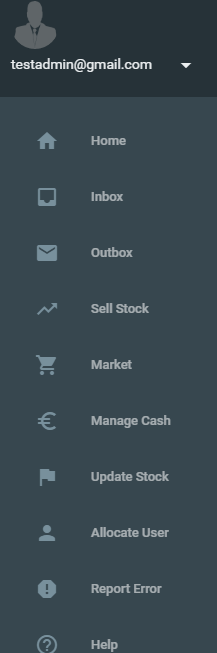 testadmin@gmail.com
Home
Inbox
Outbox
Sell Stock
Market
Manage Cash
Update Stock
Allocate User
Report Error
Help